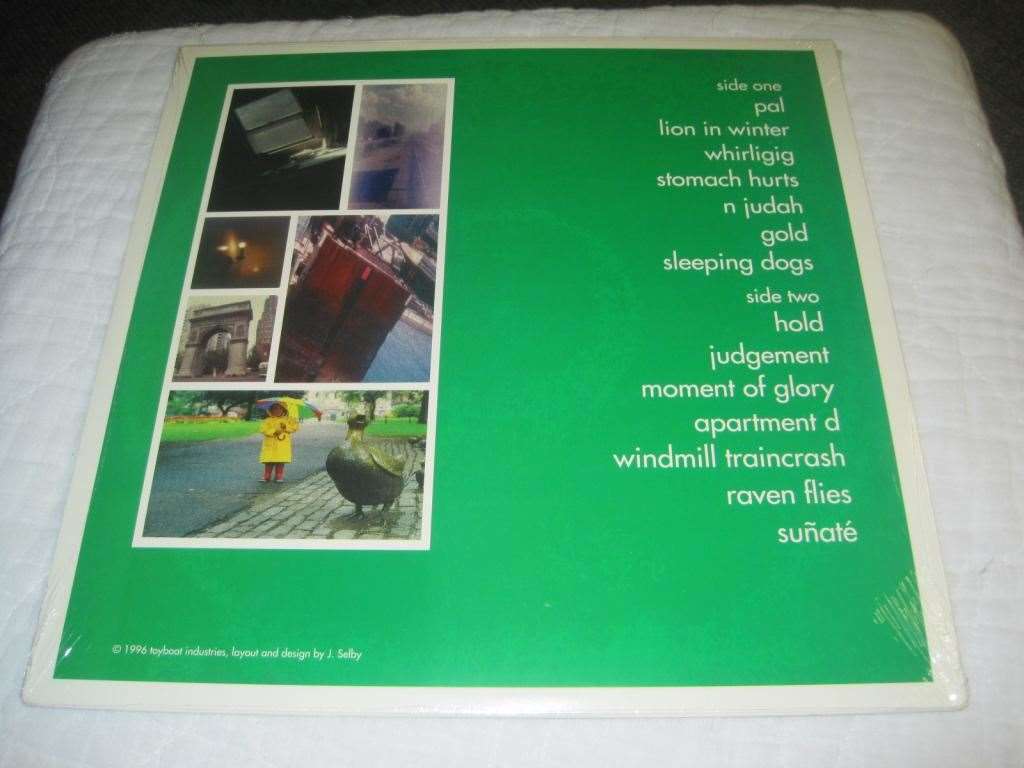 side one
pal
lion in winter
whirligig
stomach hurts
n judah
gold
sleeping dogs
side two
hold
judgement
moment of glory
apartment d
windmill traincrash
raven flies
suñaté
© 1996 toyboat industries, layout and design by J. Selby